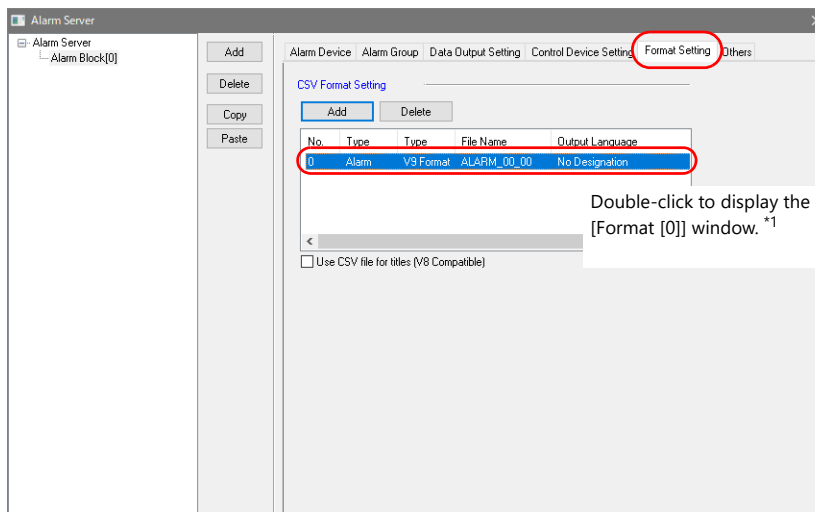 Alarm Server
Alarm Server
Alarm Block[0]
Add
Delete
Copy
Paste
Alarm Device Alarm Group Data Output Setting Control Device Setting Format Setting Others
CSV Format Setting
Add Delete
No. Type Type File Name Output Language
0 Alarm V9 Format ALARM_00_00 No Designation
Double-click to display the
[Format [0]] window. *1
Use CSV file for titles (V8 Compatible)